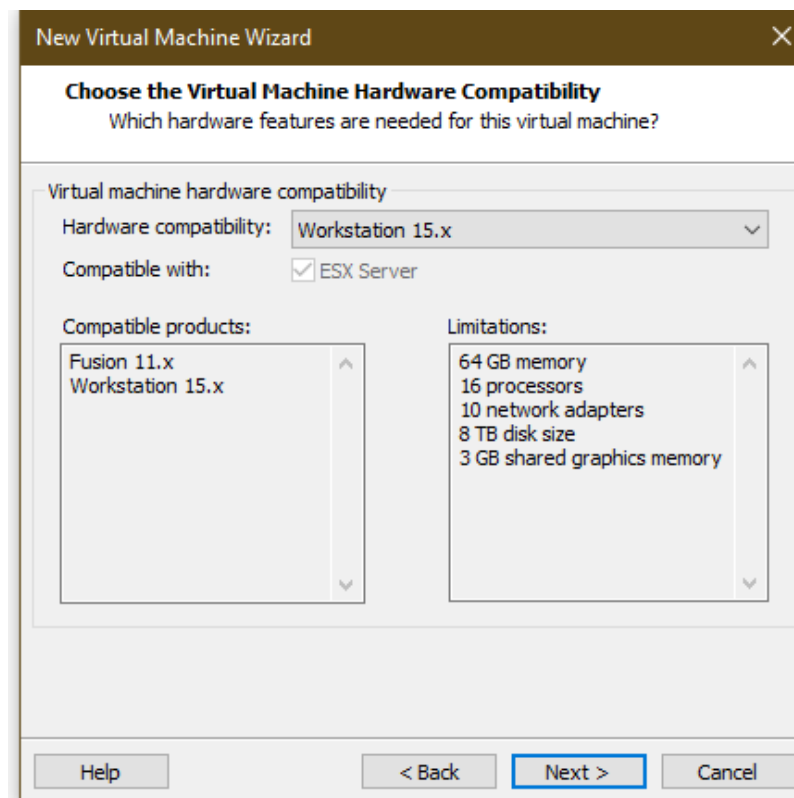 New Virtual Machine Wizard
Choose the Virtual Machine Hardware Compatibility
Which hardware features are needed for this virtual machine?
Virtual machine hardware compatibility
Hardware compatibility: Workstation 15.x
Compatible with: ESX Server
Compatible products:
Fusion 11.x
Workstation 15.x
Limitations:
64 GB memory
16 processors
10 network adapters
8 TB disk size
3 GB shared graphics memory
Help < Back Next > Cancel